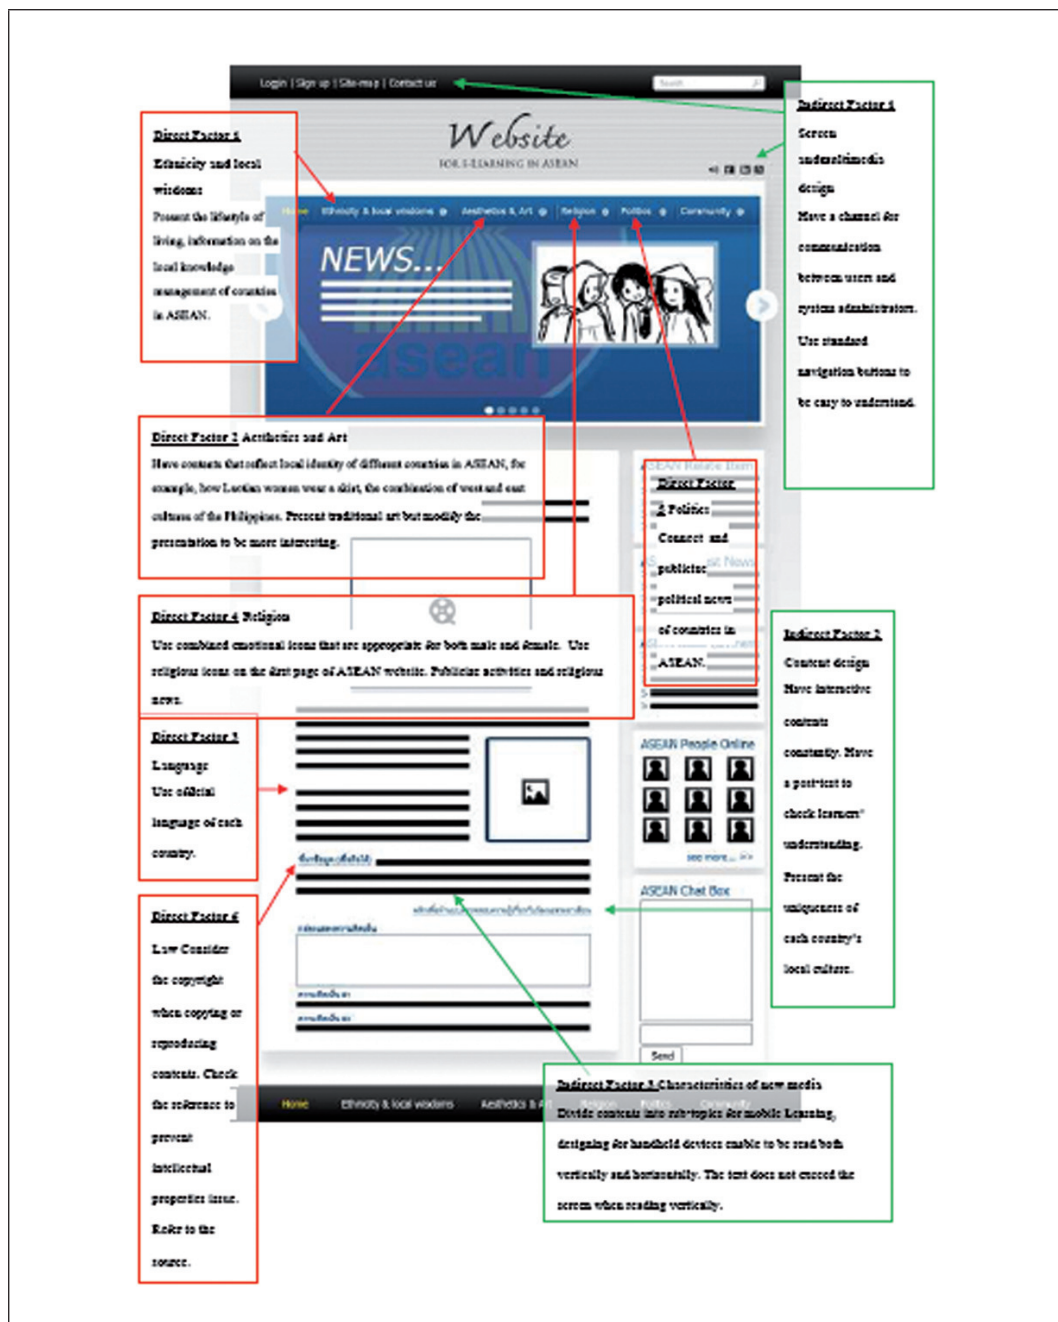 Login | Sign up | Site-map | Contact us
Search
Website
FOR E-LEARNING IN ASEAN
Home Ethnicity & local wisdoms Aesthetics & Art Religion Politics Community
NEWS...
asean
Direct Factor 1
Ethnicity and local
wisdoms
Present the lifestyle of
living, information on the
local knowledge
management of countries
in ASEAN.
Indirect Factor 1
Screen
andmultimedia
design
Have a channel for
communication
between users and
system administrators.
Use standard
navigation buttons to
be easy to understand.
Direct Factor 2 Aesthetics and Art
Have contents that reflect local identity of different countries in ASEAN, for
example, how Laotian women wear a skirt, the combination of west and east
cultures of the Philippines. Present traditional art but modify the
presentation to be more interesting.
ASEAN Relate Item
Direct Factor
5 Politics
Connect and
publicize
political news
of countries in
ASEAN.
Direct Factor 4 Religion
Use combined emotional icons that are appropriate for both male and female. Use
religious icons on the first page of ASEAN website. Publicize activities and religious
news.
Direct Factor 3
Language
Use official
language of each
country.
Indirect Factor 2
Content design
Have interactive
contents
constantly. Have
a post-test to
check learners'
understanding.
Present the
uniqueness of
each country's
local culture.
ASEAN People Online
see more... >>
ASEAN Chat Box
Send
Direct Factor 6
Law Consider
the copyright
when copying or
reproducing
contents. Check
the reference to
prevent
intellectual
properties issue.
Refer to the
source.
Indirect Factor 3 Characteristics of new media
Divide contents into sub-topics for mobile Learning,
designing for handheld devices enable to be read both
vertically and horizontally. The text does not exceed the
screen when reading vertically.
Home Ethnicity & local wisdoms Aesthetics & Art Religion Politics Community